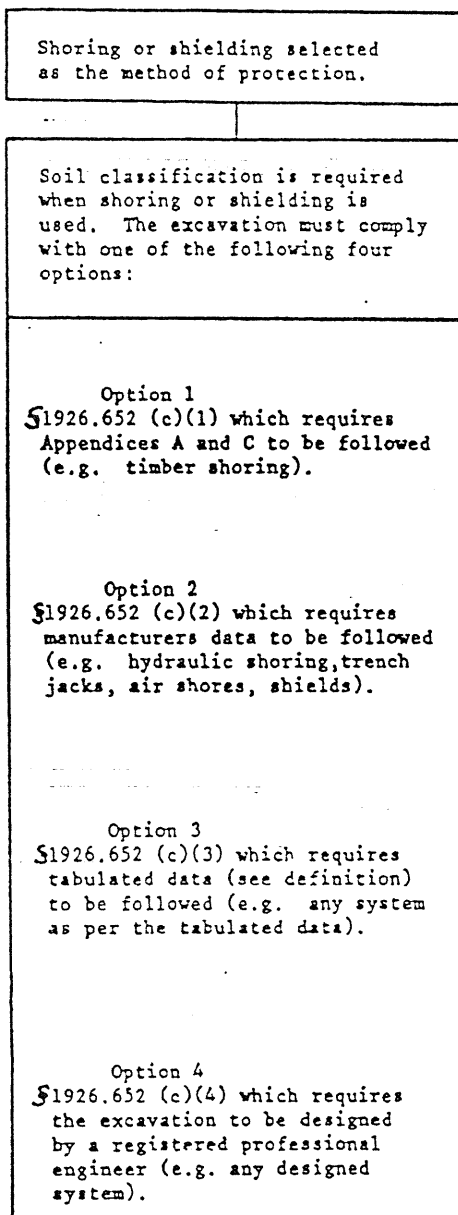 Shoring or shielding selected
as the method of protection.
Soil classification is required
when shoring or shielding is
used. The excavation must comply
with one of the following four
options:
Option 1
§1926.652 (c)(1) which requires
Appendices A and C to be followed
(e.g. timber shoring).
Option 2
§1926.652 (c)(2) which requires
manufacturers data to be followed
(e.g. hydraulic shoring,trench
jacks, air shores, shields).
Option 3
§1926.652 (c)(3) which requires
tabulated data (see definition)
to be followed (e.g. any system
as per the tabulated data).
Option 4
§1926.652 (c)(4) which requires
the excavation to be designed
by a registered professional
engineer (e.g. any designed
system).